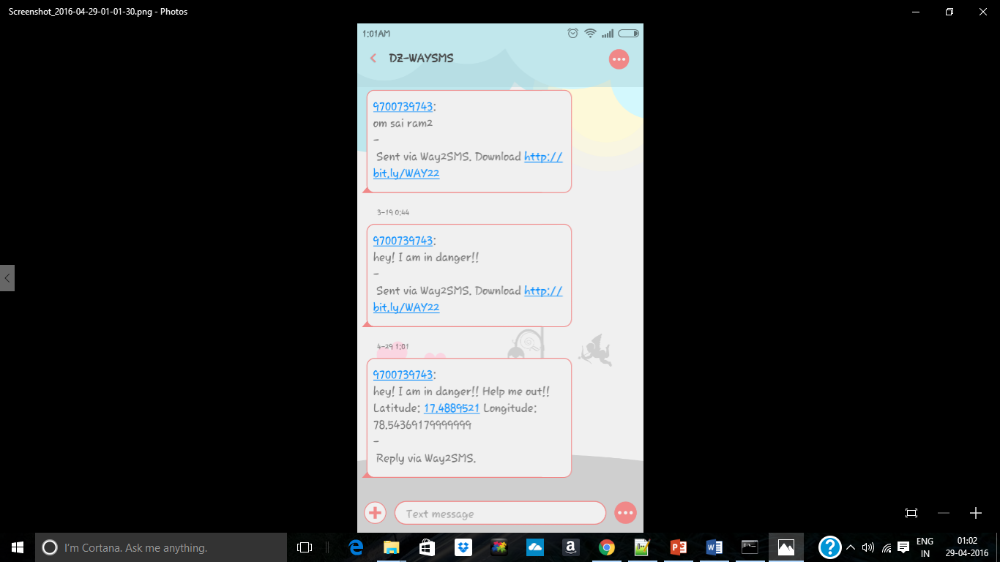 Screenshot_2016-04-29-01-01-30.png - Photos
1:01AM
DZ-WAYSMS
9700739743:
om sai ram2
-
Sent via Way2SMS. Download http://
bit.ly/WAY22
3-19 0:44
9700739743:
hey! I am in danger!!
-
Sent via Way2SMS. Download http://
bit.ly/WAY22
4-29 1:01
9700739743:
hey! I am in danger!! Help me out!!
Latitude: 17.4889521 Longitude:
78.54369179999999
-
Reply via Way2SMS.
Text message
I'm Cortana. Ask me anything.
ENG
IN
01:02
29-04-2016